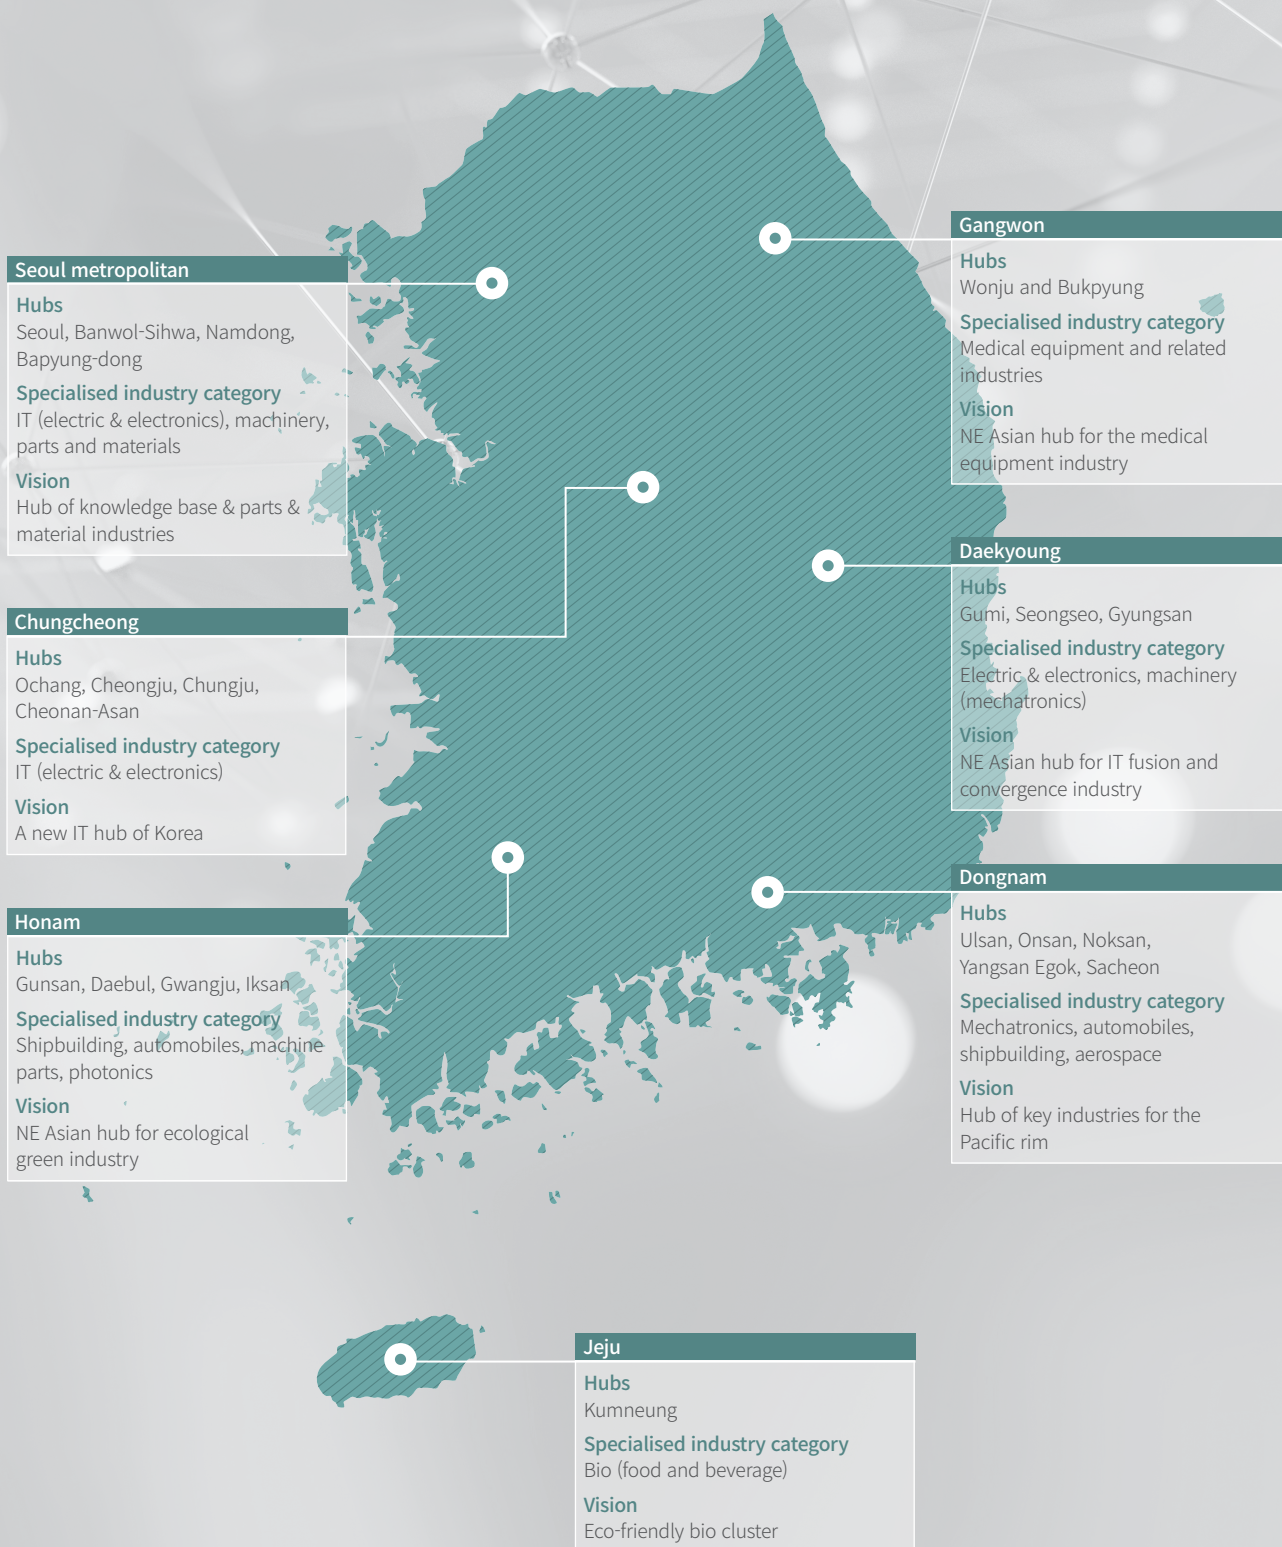 Seoul metropolitan
Hubs
Seoul, Banwol-Sihwa, Namdong,
Bapyung-dong
Specialised industry category
IT (electric & electronics), machinery,
parts and materials
Vision
Hub of knowledge base & parts &
material industries
Chungcheong
Hubs
Ochang, Cheongju, Chungju,
Cheonan-Asan
Specialised industry category
IT (electric & electronics)
Vision
A new IT hub of Korea
Honam
Hubs
Gunsan, Daebul, Gwangju, Iksan
Specialised industry category
Shipbuilding, automobiles, machine
parts, photonics
Vision
NE Asian hub for ecological
green industry
Gangwon
Hubs
Wonju and Bukpyung
Specialised industry category
Medical equipment and related
industries
Vision
NE Asian hub for the medical
equipment industry
Daekyoung
Hubs
Gumi, Seongseo, Gyungsan
Specialised industry category
Electric & electronics, machinery
(mechatronics)
Vision
NE Asian hub for IT fusion and
convergence industry
Dongnam
Hubs
Ulsan, Onsan, Noksan,
Yangsan Egok, Sacheon
Specialised industry category
Mechatronics, automobiles,
shipbuilding, aerospace
Vision
Hub of key industries for the
Pacific rim
Jeju
Hubs
Kumneung
Specialised industry category
Bio (food and beverage)
Vision
Eco-friendly bio cluster